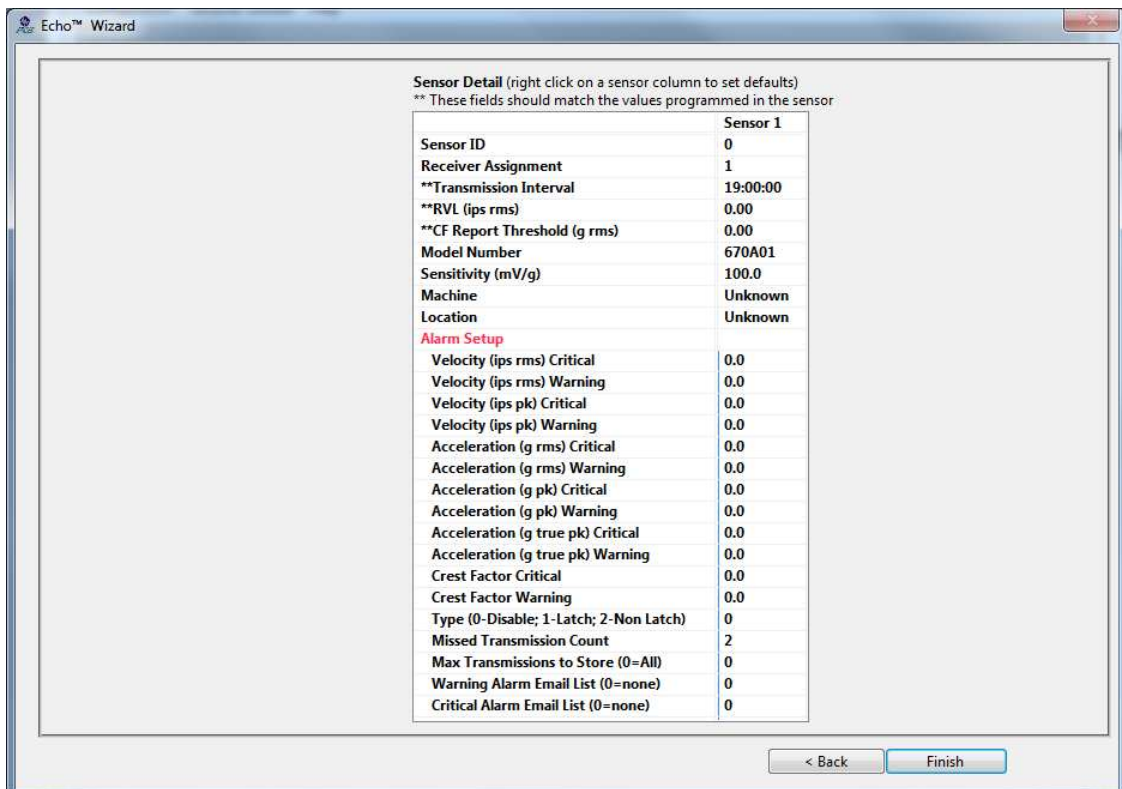 Echo™ Wizard
Sensor Detail (right click on a sensor column to set defaults)
** These fields should match the values programmed in the sensor
Sensor 1
Sensor ID 0
Receiver Assignment 1
**Transmission Interval 19:00:00
**RVL (ips rms) 0.00
**CF Report Threshold (g rms) 0.00
Model Number 670A01
Sensitivity (mV/g) 100.0
Machine Unknown
Location Unknown
Alarm Setup
Velocity (ips rms) Critical 0.0
Velocity (ips rms) Warning 0.0
Velocity (ips pk) Critical 0.0
Velocity (ips pk) Warning 0.0
Acceleration (g rms) Critical 0.0
Acceleration (g rms) Warning 0.0
Acceleration (g pk) Critical 0.0
Acceleration (g pk) Warning 0.0
Acceleration (g true pk) Critical 0.0
Acceleration (g true pk) Warning 0.0
Crest Factor Critical 0.0
Crest Factor Warning 0.0
Type (0-Disable; 1-Latch; 2-Non Latch) 0
Missed Transmission Count 2
Max Transmissions to Store (0=All) 0
Warning Alarm Email List (0=none) 0
Critical Alarm Email List (0=none) 0
< Back Finish